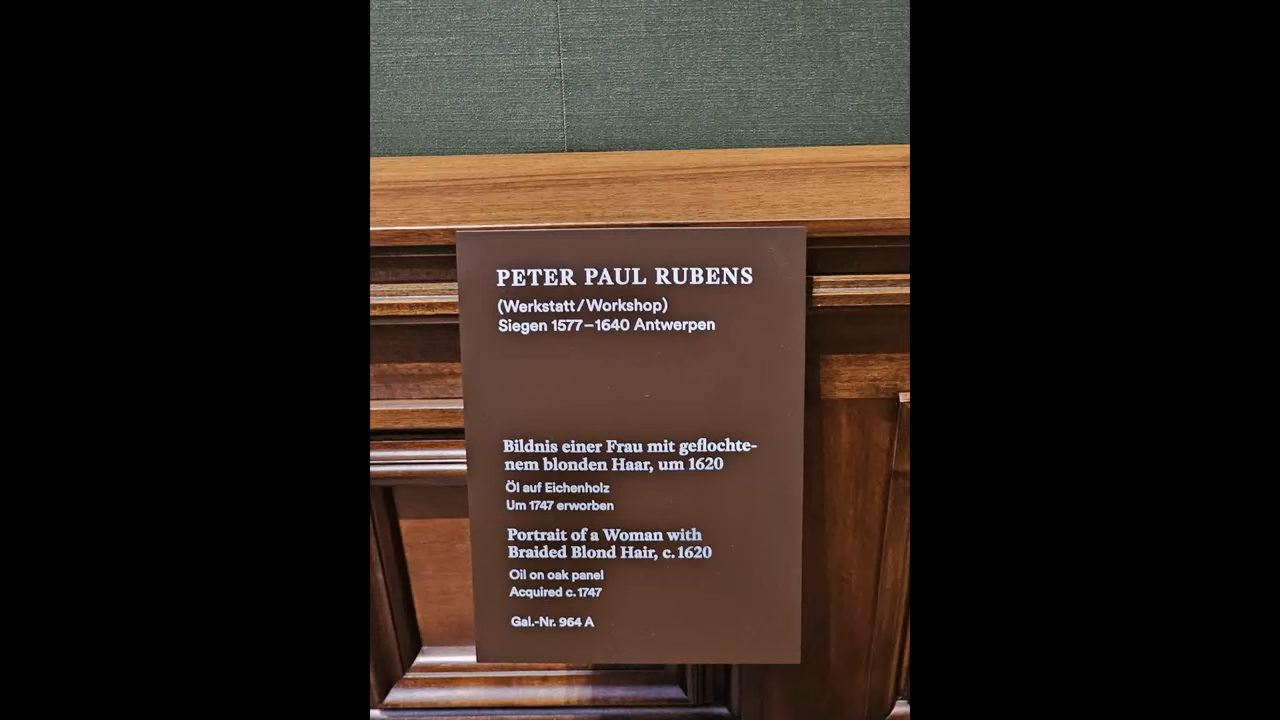 PETER PAUL RUBENS
(Werkstatt/Workshop)
Siegen 1577–1640 Antwerpen
Bildnis einer Frau mit geflochte-
nem blonden Haar, um 1620
Öl auf Eichenholz
Um 1747 erworben
Portrait of a Woman with
Braided Blond Hair, c. 1620
Oil on oak panel
Acquired c. 1747
Gal.-Nr. 964 A